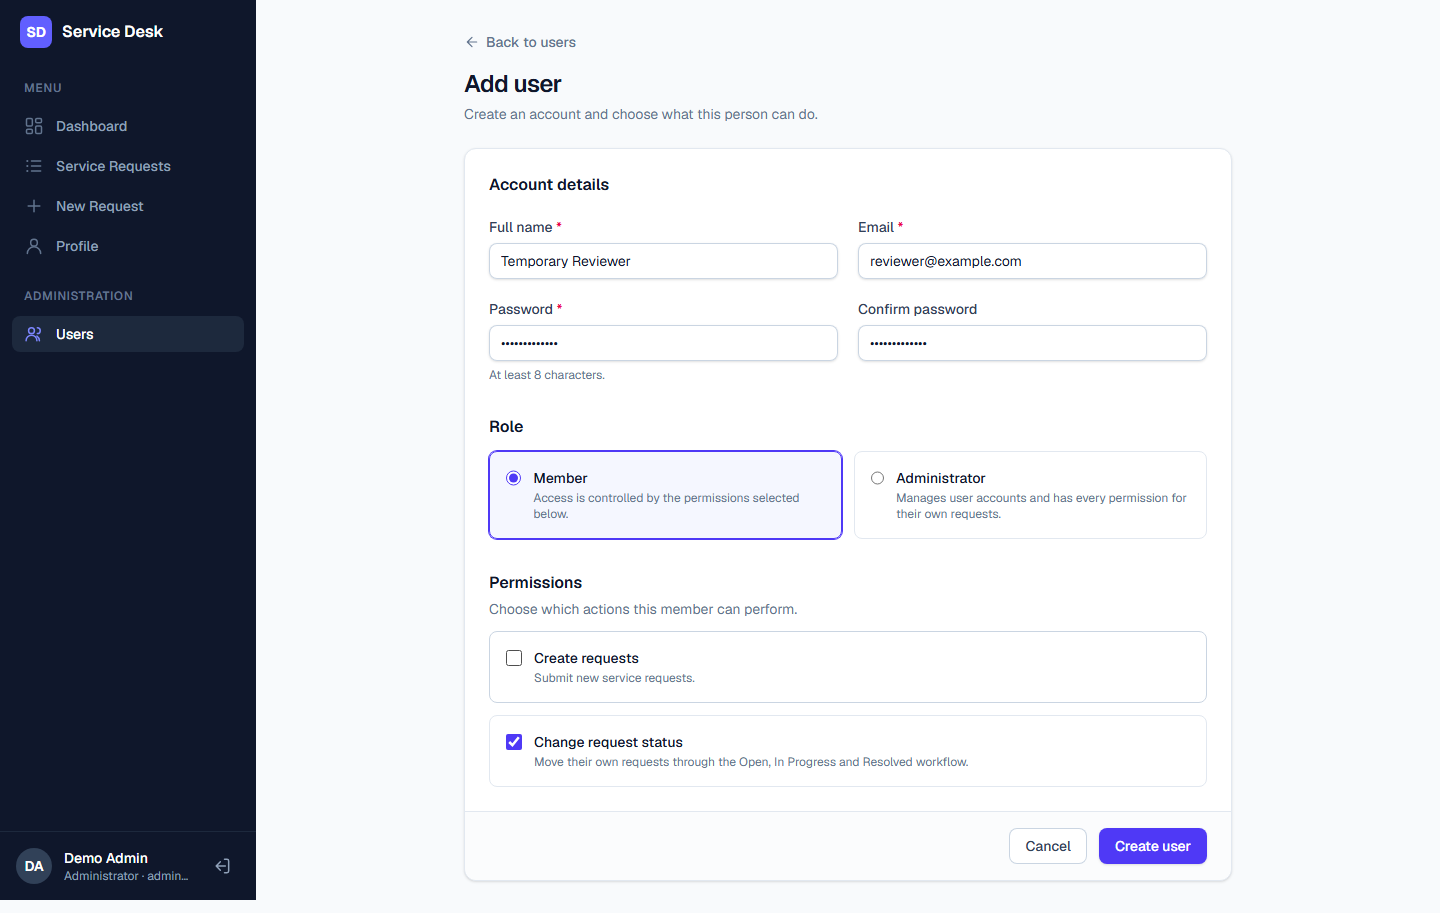 SD Service Desk
MENU
Dashboard
Service Requests
New Request
Profile
ADMINISTRATION
Users
DA
Demo Admin
Administrator · admin...
Back to users
Add user
Create an account and choose what this person can do.
Account details
Full name *
Temporary Reviewer
Email *
reviewer@example.com
Password *
•••••••••••••
At least 8 characters.
Confirm password
•••••••••••••
Role
Member
Access is controlled by the permissions selected
below.
Administrator
Manages user accounts and has every permission for
their own requests.
Permissions
Choose which actions this member can perform.
Create requests
Submit new service requests.
Change request status
Move their own requests through the Open, In Progress and Resolved workflow.
Cancel
Create user